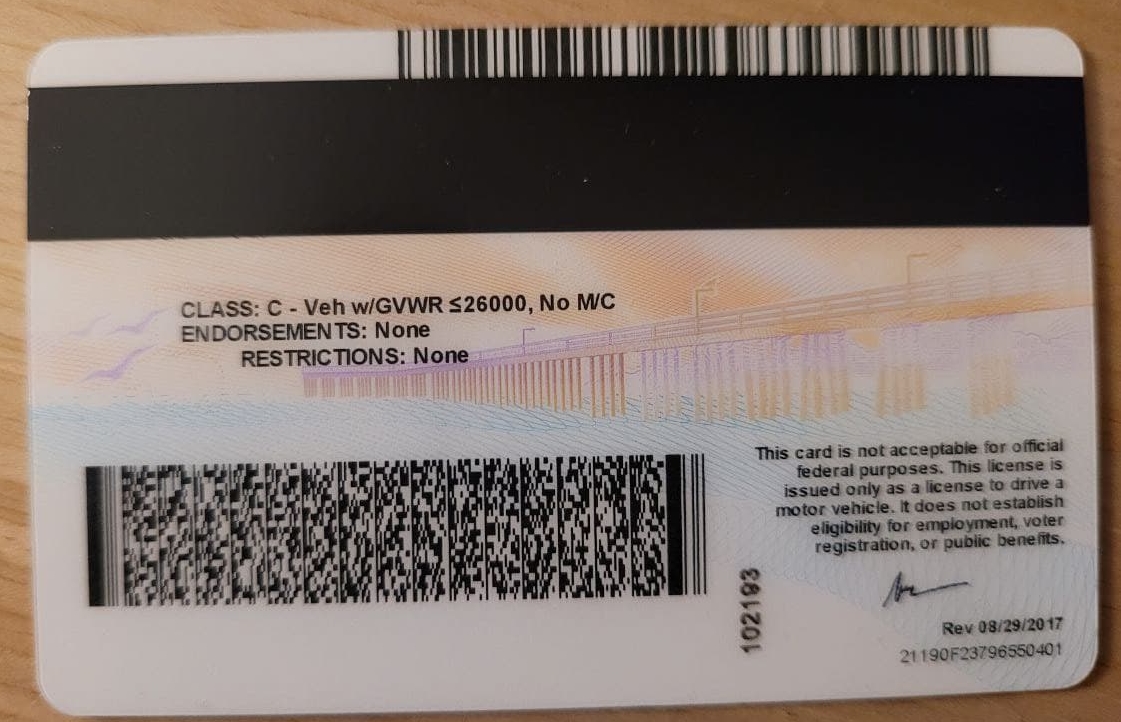 CLASS: C - Veh w/GVWR ≤26000, No M/C
ENDORSEMENTS: None
RESTRICTIONS: None
This card is not acceptable for official
federal purposes. This license is
issued only as a license to drive a
motor vehicle. It does not establish
eligibility for employment, voter
registration, or public benefits.
102193
Rev 08/29/2017
21190F23796550401